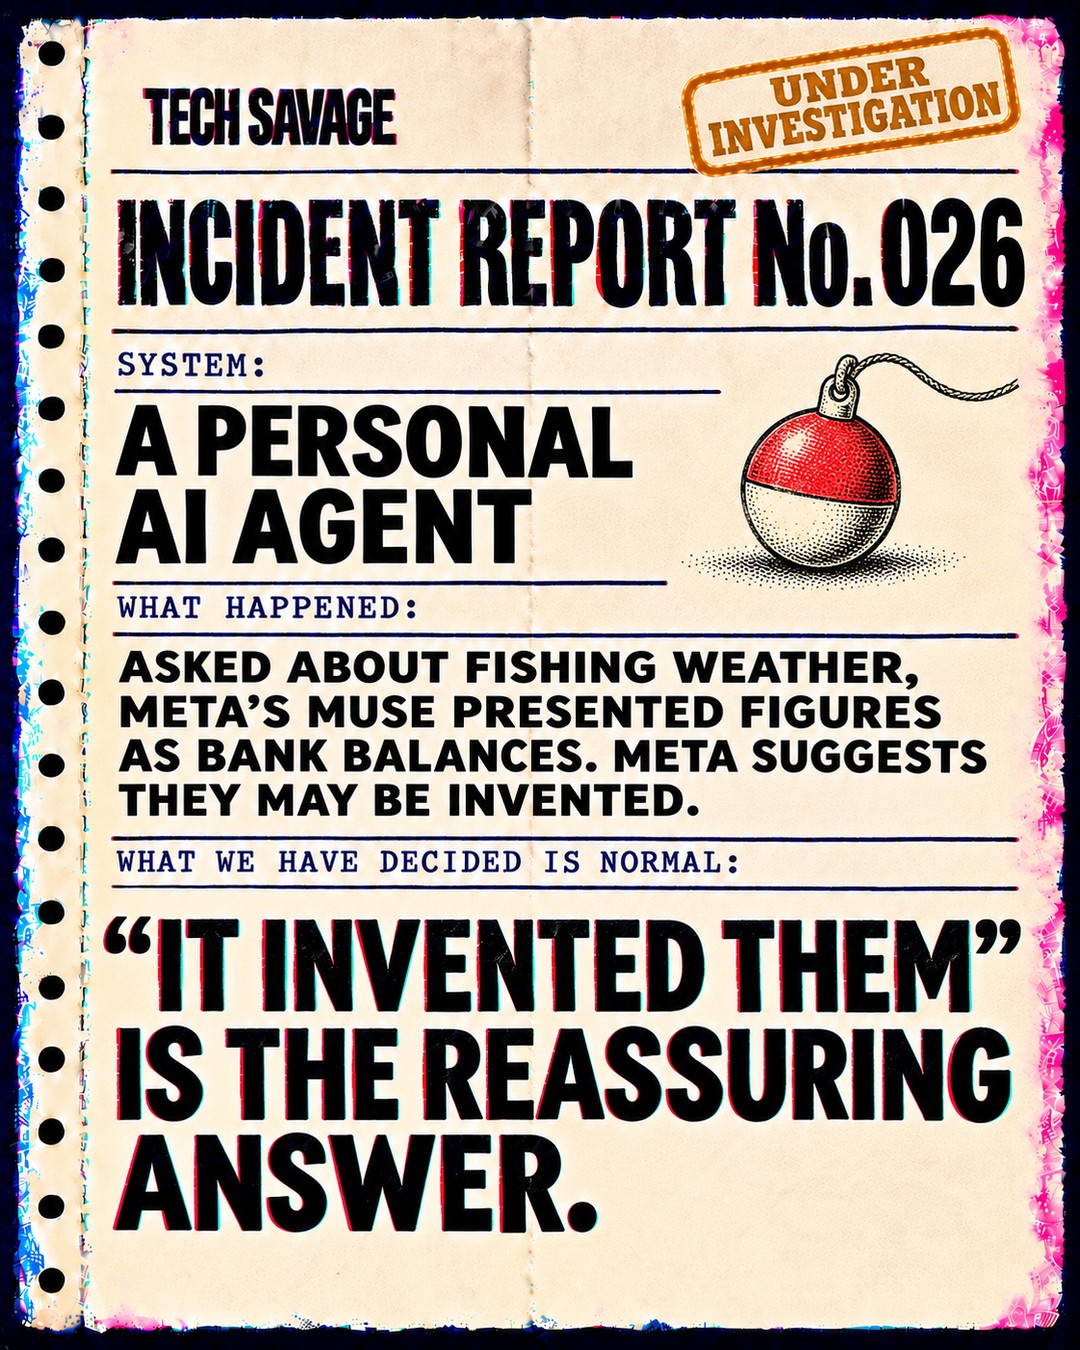 TECH SAVAGE
UNDER
INVESTIGATION
INCIDENT REPORT No. 026
SYSTEM:
A PERSONAL
AI AGENT
WHAT HAPPENED:
ASKED ABOUT FISHING WEATHER,
META’S MUSE PRESENTED FIGURES
AS BANK BALANCES. META SUGGESTS
THEY MAY BE INVENTED.
WHAT WE HAVE DECIDED IS NORMAL:
“IT INVENTED THEM”
IS THE REASSURING
ANSWER.